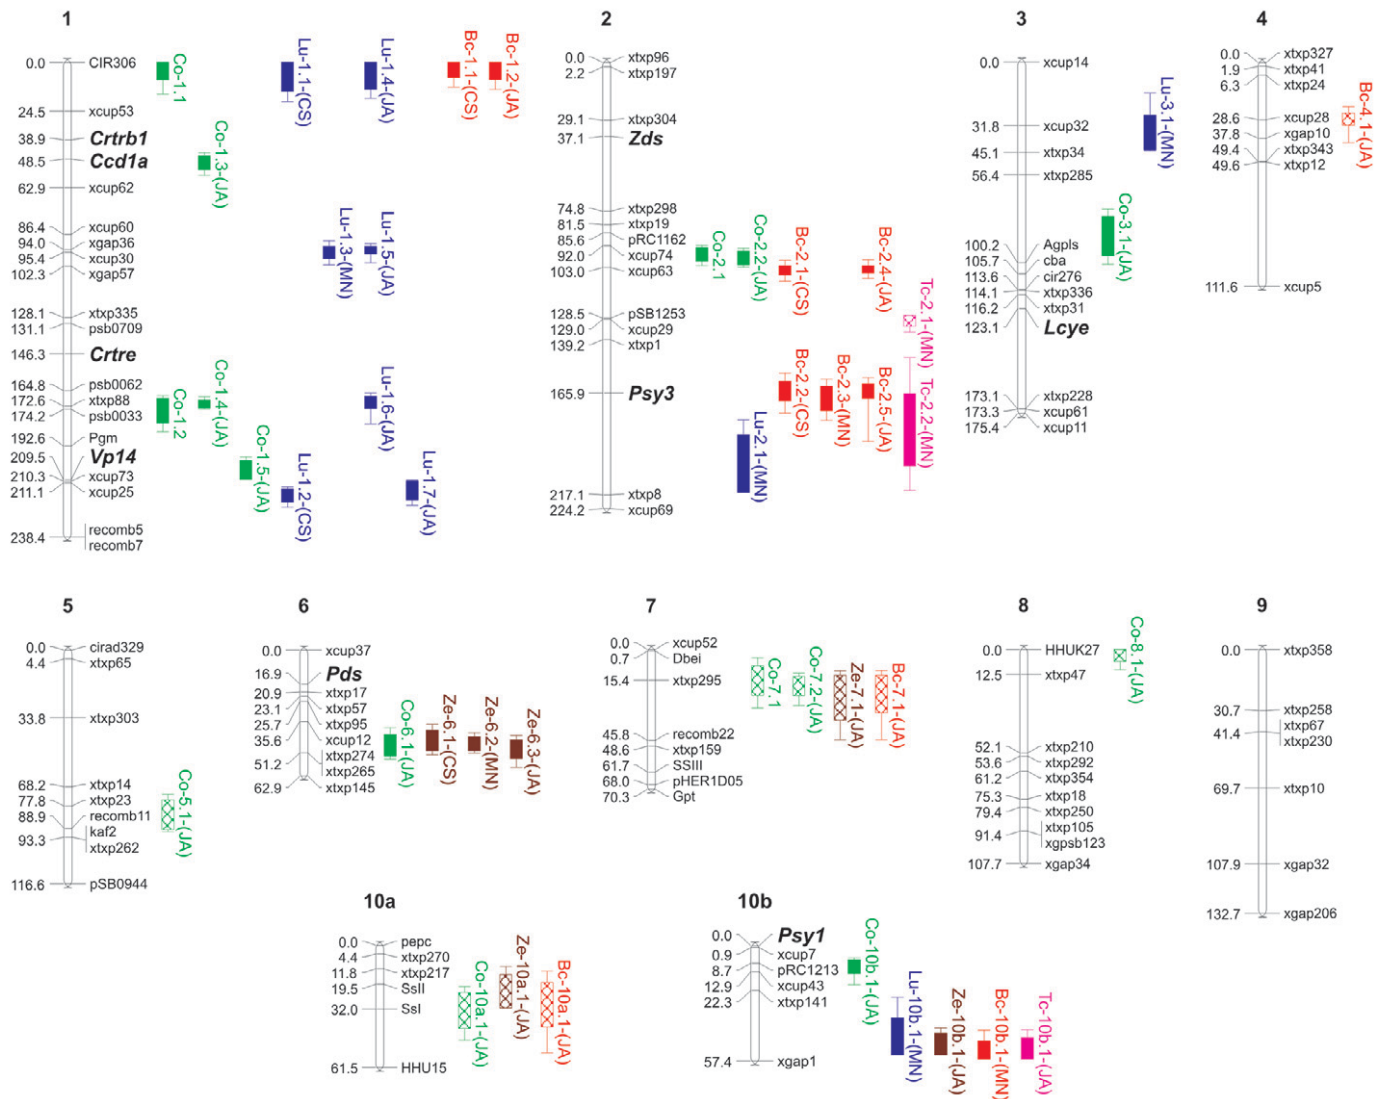 1
0.0 CIR306
24.5 xcup53
38.9 Crtrb1
48.5 Ccd1a
62.9 xcup62
86.4 xcup60
94.0 xgap36
95.4 xcup30
102.3 xgap57
128.1 xtxp335
131.1 psb0709
146.3 Crtre
164.8 psb0062
172.6 xtxp88
174.2 psb0033
192.6 Pgm
209.5 Vp14
210.3 xcup73
211.1 xcup25
238.4 recomb5
recomb7
Co-1.1
Co-1.2
Co-1.3-(JA)
Co-1.4-(JA)
Co-1.5-(JA)
Lu-1.1-(CS)
Lu-1.2-(CS)
Lu-1.3-(MN)
Lu-1.4-(JA)
Lu-1.5-(JA)
Lu-1.6-(JA)
Lu-1.7-(JA)
Bc-1.1-(CS)
Bc-1.2-(JA)
2
0.0 xtxp96
2.2 xtxp197
29.1 xtxp304
37.1 Zds
74.8 xtxp298
81.5 xtxp19
85.6 pRC1162
92.0 xcup74
103.0 xcup63
128.5 pSB1253
129.0 xcup29
139.2 xtxp1
165.9 Psy3
217.1 xtxp8
224.2 xcup69
Co-2.1
Co-2.2-(JA)
Lu-2.1-(MN)
Bc-2.1-(CS)
Bc-2.2-(CS)
Bc-2.3-(MN)
Bc-2.4-(JA)
Bc-2.5-(JA)
Tc-2.1-(MN)
Tc-2.2-(MN)
3
0.0 xcup14
31.8 xcup32
45.1 xtxp34
56.4 xtxp285
100.2 Agpls
105.7 cba
113.6 cir276
114.1 xtxp336
116.2 xtxp31
123.1 Lcye
173.1 xtxp228
173.3 xcup61
175.4 xcup11
Co-3.1-(JA)
Lu-3.1-(MN)
4
0.0 xtxp327
1.9 xtxp41
6.3 xtxp24
28.6 xcup28
37.8 xgap10
49.4 xtxp343
49.6 xtxp12
111.6 xcup5
Bc-4.1-(JA)
5
0.0 cirad329
4.4 xtxp65
33.8 xtxp303
68.2 xtxp14
77.8 xtxp23
88.9 recomb11
93.3 kaf2
xtxp262
116.6 pSB0944
Co-5.1-(JA)
6
0.0 xcup37
16.9 Pds
20.9 xtxp17
23.1 xtxp57
25.7 xtxp95
35.6 xcup12
51.2 xtxp274
xtxp265
62.9 xtxp145
Co-6.1-(JA)
Ze-6.1-(CS)
Ze-6.2-(MN)
Ze-6.3-(JA)
7
0.0 xcup52
0.7 Dbei
15.4 xtxp295
45.8 recomb22
48.6 xtxp159
61.7 SSIII
68.0 pHER1D05
70.3 Gpt
Co-7.1
Co-7.2-(JA)
Ze-7.1-(JA)
Bc-7.1-(JA)
8
0.0 HHUK27
12.5 xtxp47
52.1 xtxp210
53.6 xtxp292
61.2 xtxp354
75.3 xtxp18
79.4 xtxp250
91.4 xtxp105
xgpsb123
107.7 xgap34
Co-8.1-(JA)
9
0.0 xtxp358
30.7 xtxp258
41.4 xtxp67
xtxp230
69.7 xtxp10
107.9 xgap32
132.7 xgap206
10a
0.0 pepc
4.4 xtxp270
11.8 xtxp217
19.5 SsII
32.0 SsI
61.5 HHU15
Co-10a.1-(JA)
Ze-10a.1-(JA)
Bc-10a.1-(JA)
10b
0.0 Psy1
0.9 xcup7
8.7 pRC1213
12.9 xcup43
22.3 xtxp141
57.4 xgap1
Co-10b.1-(JA)
Lu-10b.1-(MN)
Ze-10b.1-(JA)
Bc-10b.1-(MN)
Tc-10b.1-(JA)